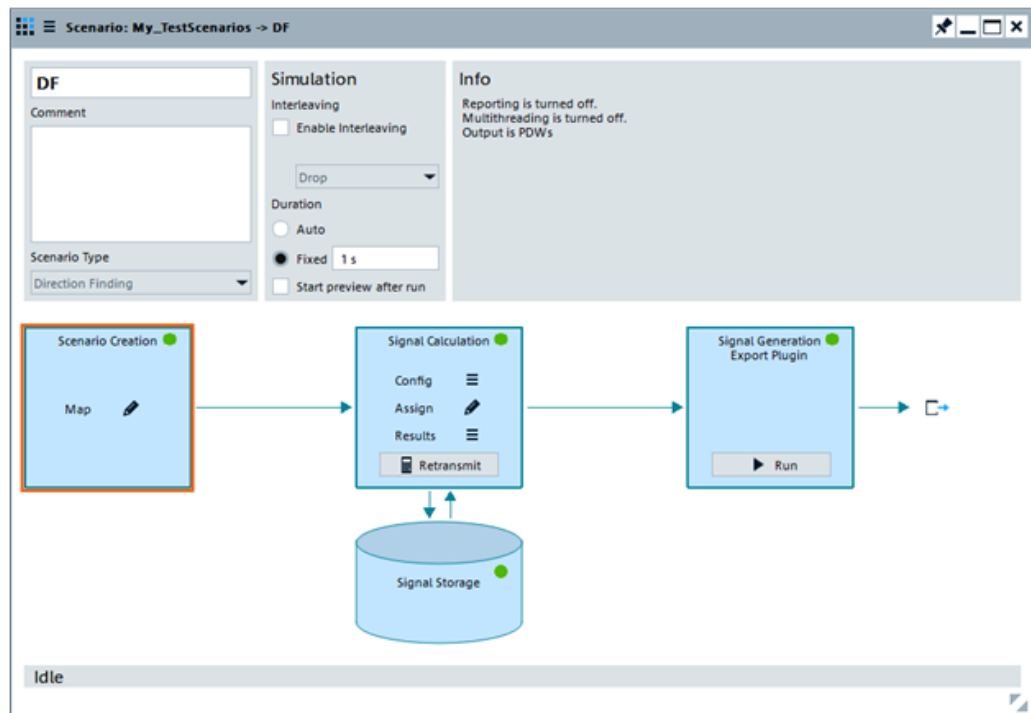 Scenario: My_TestScenarios -> DF
DF
Comment
Scenario Type
Direction Finding
Simulation
Interleaving
Enable Interleaving
Drop
Duration
Auto
Fixed 1 s
Start preview after run
Info
Reporting is turned off.
Multithreading is turned off.
Output is PDWs
Scenario Creation
Map
Signal Calculation
Config
Assign
Results
Retransmit
Signal Generation
Export Plugin
Run
Signal Storage
Idle